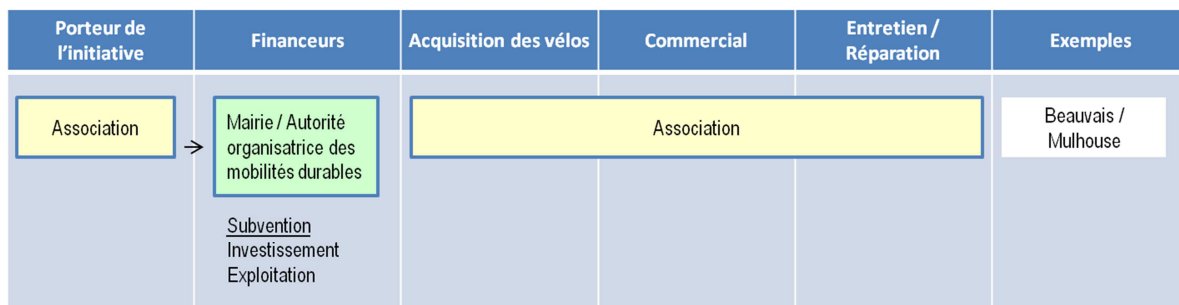 Porteur de
l'initiative
Financeurs
Acquisition des vélos
Commercial
Entretien /
Réparation
Exemples
Association
Mairie / Autorité
organisatrice des
mobilités durables
Association
Beauvais /
Mulhouse
Subvention
Investissement
Exploitation